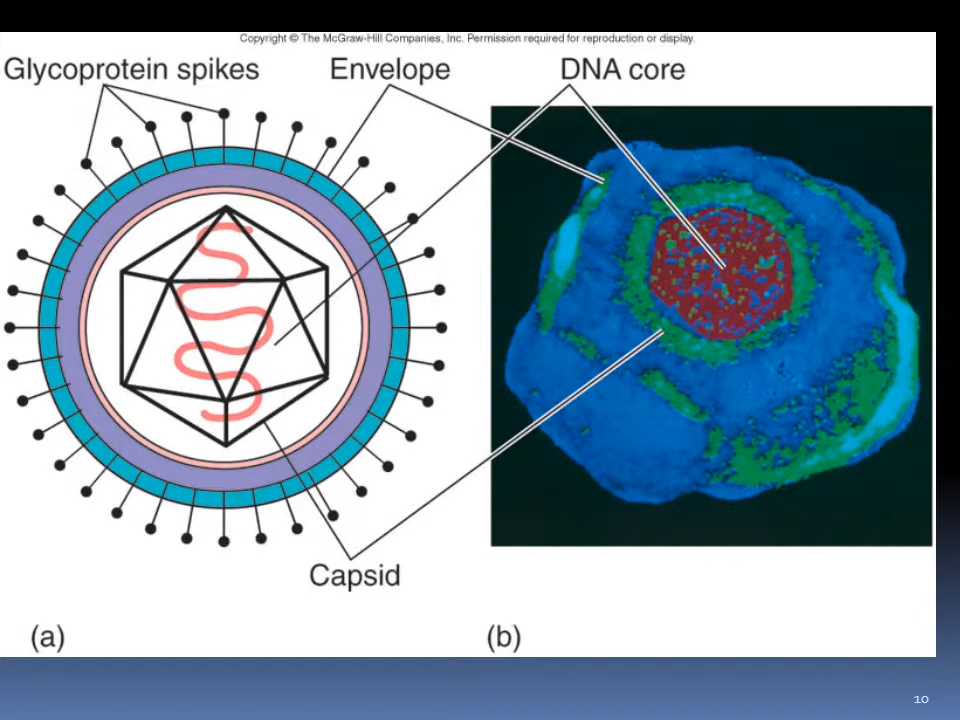 Copyright © The McGraw-Hill Companies, Inc. Permission required for reproduction or display.
Glycoprotein spikes
Envelope
DNA core
Capsid
(a)
(b)
10